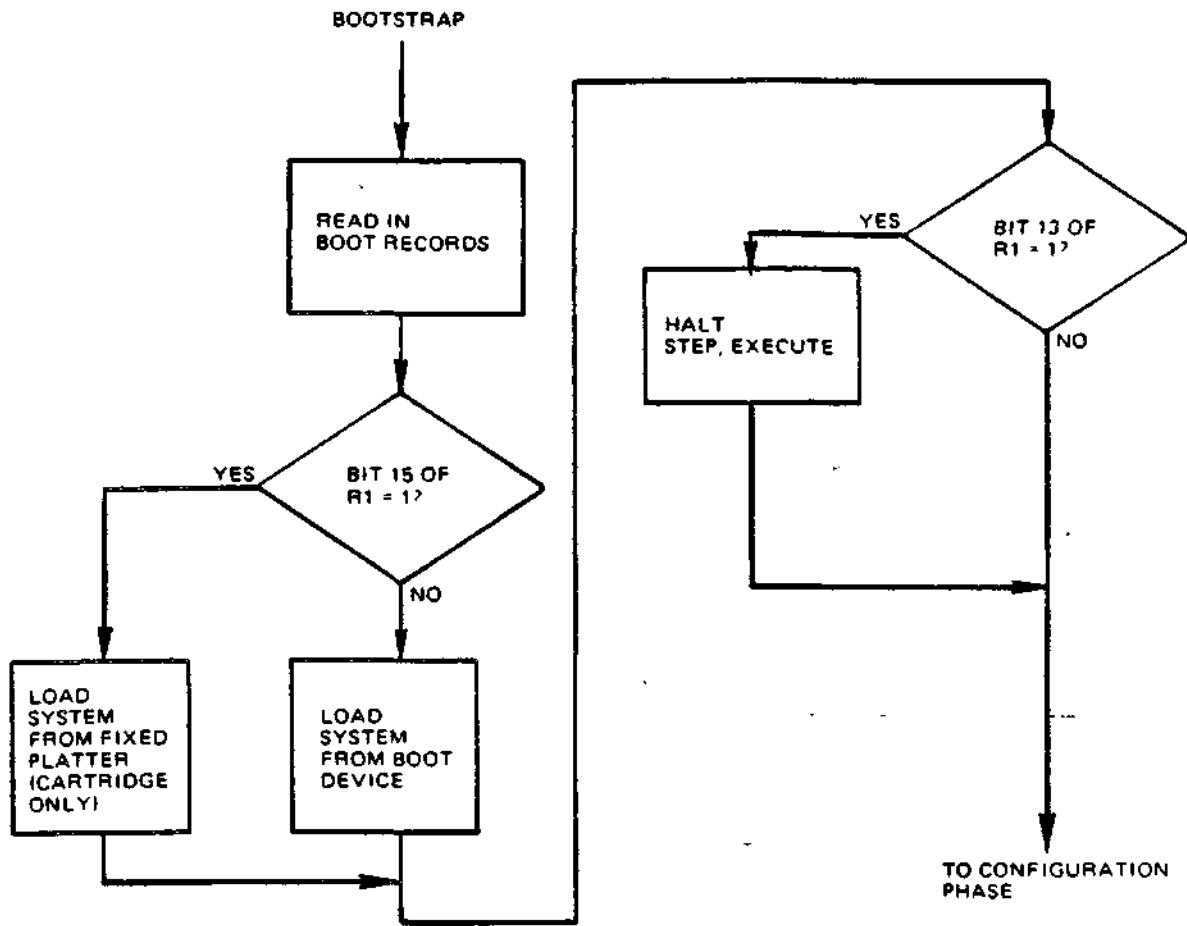 BOOTSTRAP
READ IN
BOOT RECORDS
YES
BIT 15 OF
R1 = 1?
NO
LOAD
SYSTEM
FROM FIXED
PLATTER
(CARTRIDGE
ONLY)
LOAD
SYSTEM
FROM BOOT
DEVICE
YES
BIT 13 OF
R1 = 1?
NO
HALT
STEP, EXECUTE
TO CONFIGURATION
PHASE